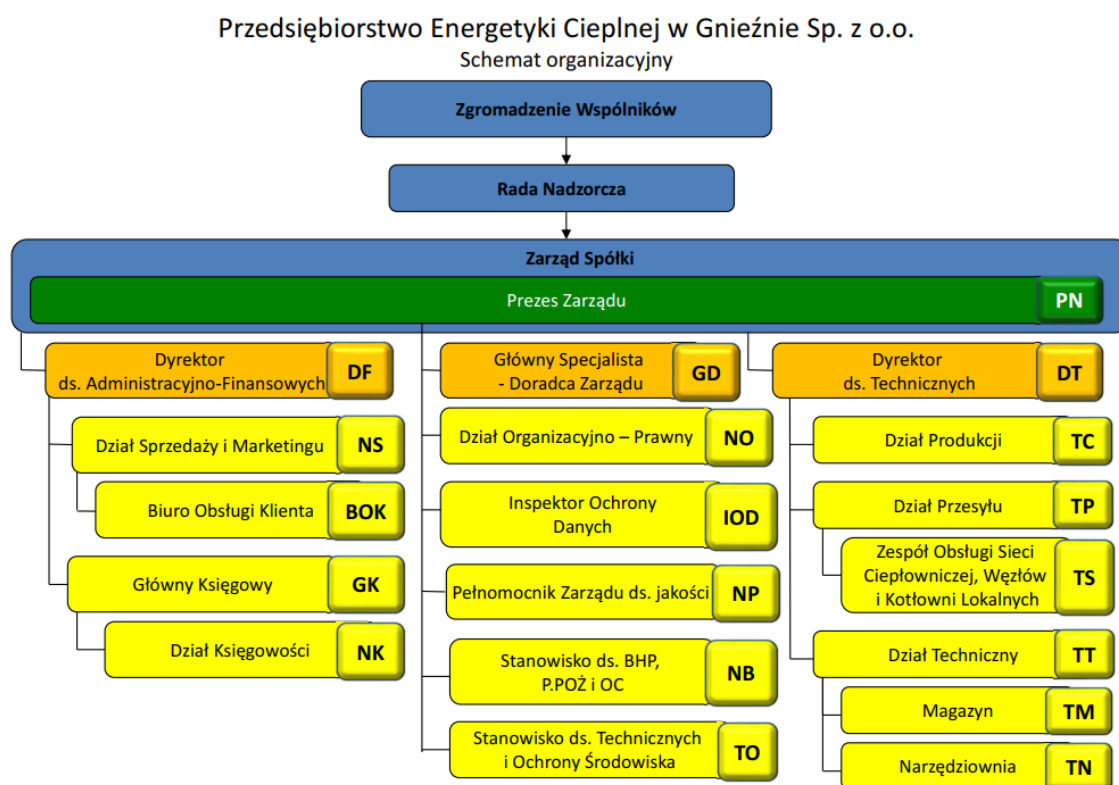 Przedsiębiorstwo Energetyki Cieplnej w Gnieźnie Sp. z o.o.
Schemat organizacyjny
Zgromadzenie Wspólników
Rada Nadzorcza
Zarząd Spółki
Prezes Zarządu
PN
Dyrektor
ds. Administracyjno-Finansowych
DF
Dział Sprzedaży i Marketingu
NS
Biuro Obsługi Klienta
BOK
Główny Księgowy
GK
Dział Księgowości
NK
Główny Specjalista
- Doradca Zarządu
GD
Dział Organizacyjno – Prawny
NO
Inspektor Ochrony
Danych
IOD
Pełnomocnik Zarządu ds. jakości
NP
Stanowisko ds. BHP,
P.POŻ i OC
NB
Stanowisko ds. Technicznych
i Ochrony Środowiska
TO
Dyrektor
ds. Technicznych
DT
Dział Produkcji
TC
Dział Przesyłu
TP
Zespół Obsługi Sieci
Ciepłowniczej, Węzłów
i Kotłowni Lokalnych
TS
Dział Techniczny
TT
Magazyn
TM
Narzędziownia
TN